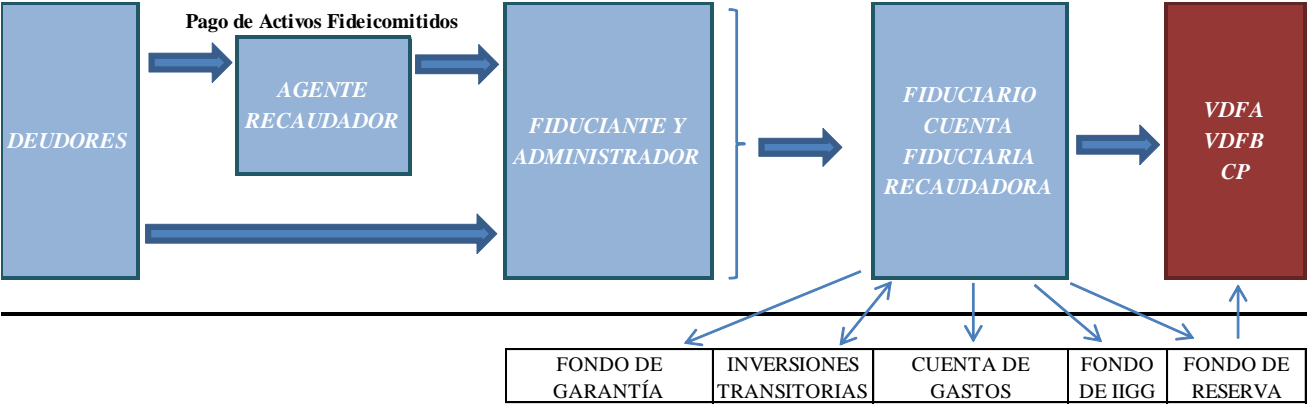 Pago de Activos Fideicomitidos
DEUDORES
AGENTE
RECAUDADOR
FIDUCIANTE Y
ADMINISTRADOR
FIDUCIARIO
CUENTA
FIDUCIARIA
RECAUDADORA
VDFA
VDFB
CP
FONDO DE
GARANTÍA
INVERSIONES
TRANSITORIAS
CUENTA DE
GASTOS
FONDO
DE IIGG
FONDO DE
RESERVA